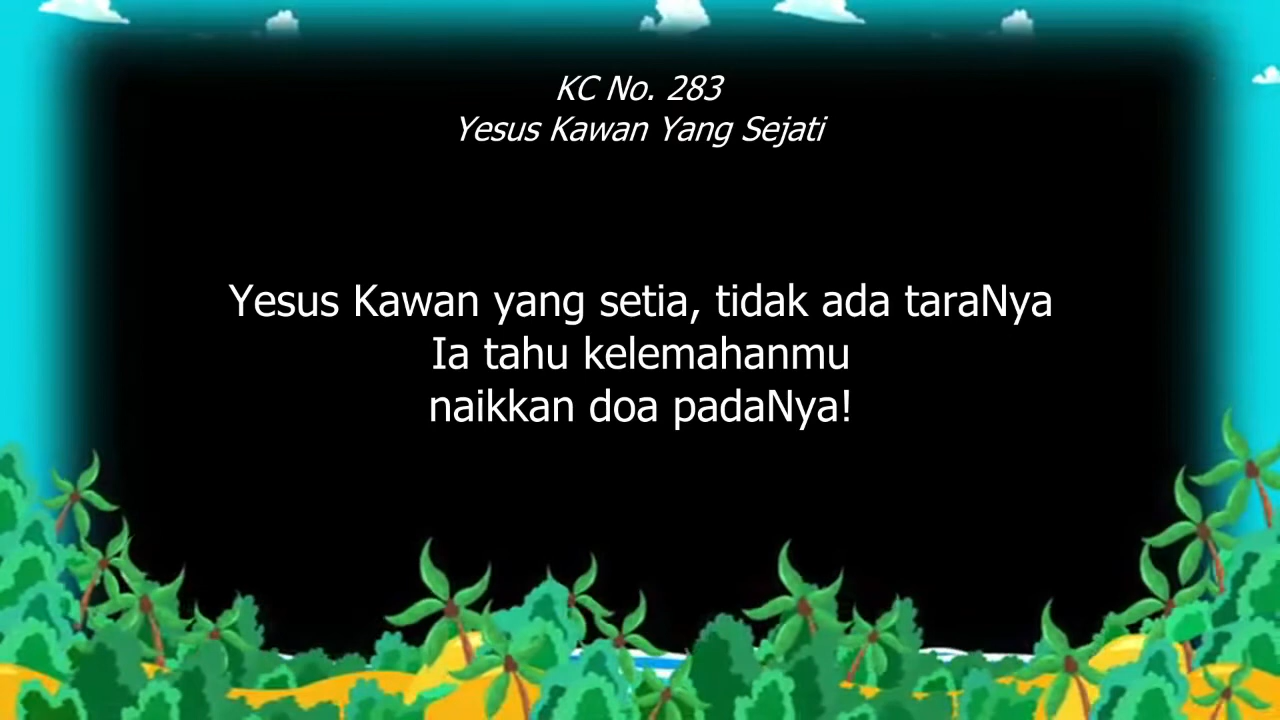 KC No. 283
Yesus Kawan Yang Sejati
Yesus Kawan yang setia, tidak ada taraNya
Ia tahu kelemahanmu
naikkan doa padaNya!